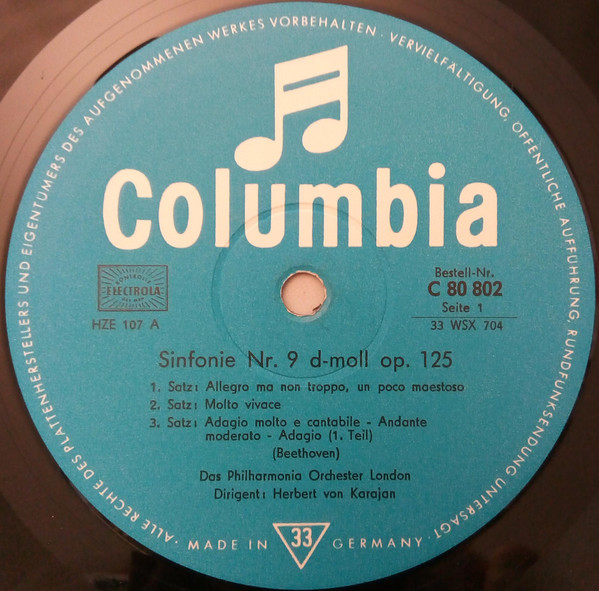 · ALLE RECHTE DES PLATTENHERSTELLERS UND EIGENTÜMERS DES AUFGENOMMENEN WERKES VORBEHALTEN · VERVIELFÄLTIGUNG, ÖFFENTLICHE AUFFÜHRUNG, RUNDFUNKSENDUNG UNTERSAGT ·
Columbia
ELECTROLA
HZE 107 A
Bestell-Nr.
C 80 802
Seite 1
33 WSX 704
Sinfonie Nr. 9 d-moll op. 125
1. Satz: Allegro ma non troppo, un poco maestoso
2. Satz: Molto vivace
3. Satz: Adagio molto e cantabile - Andante
moderato - Adagio (1. Teil)
(Beethoven)
Das Philharmonia Orchester London
Dirigent: Herbert von Karajan
MADE IN 33 GERMANY